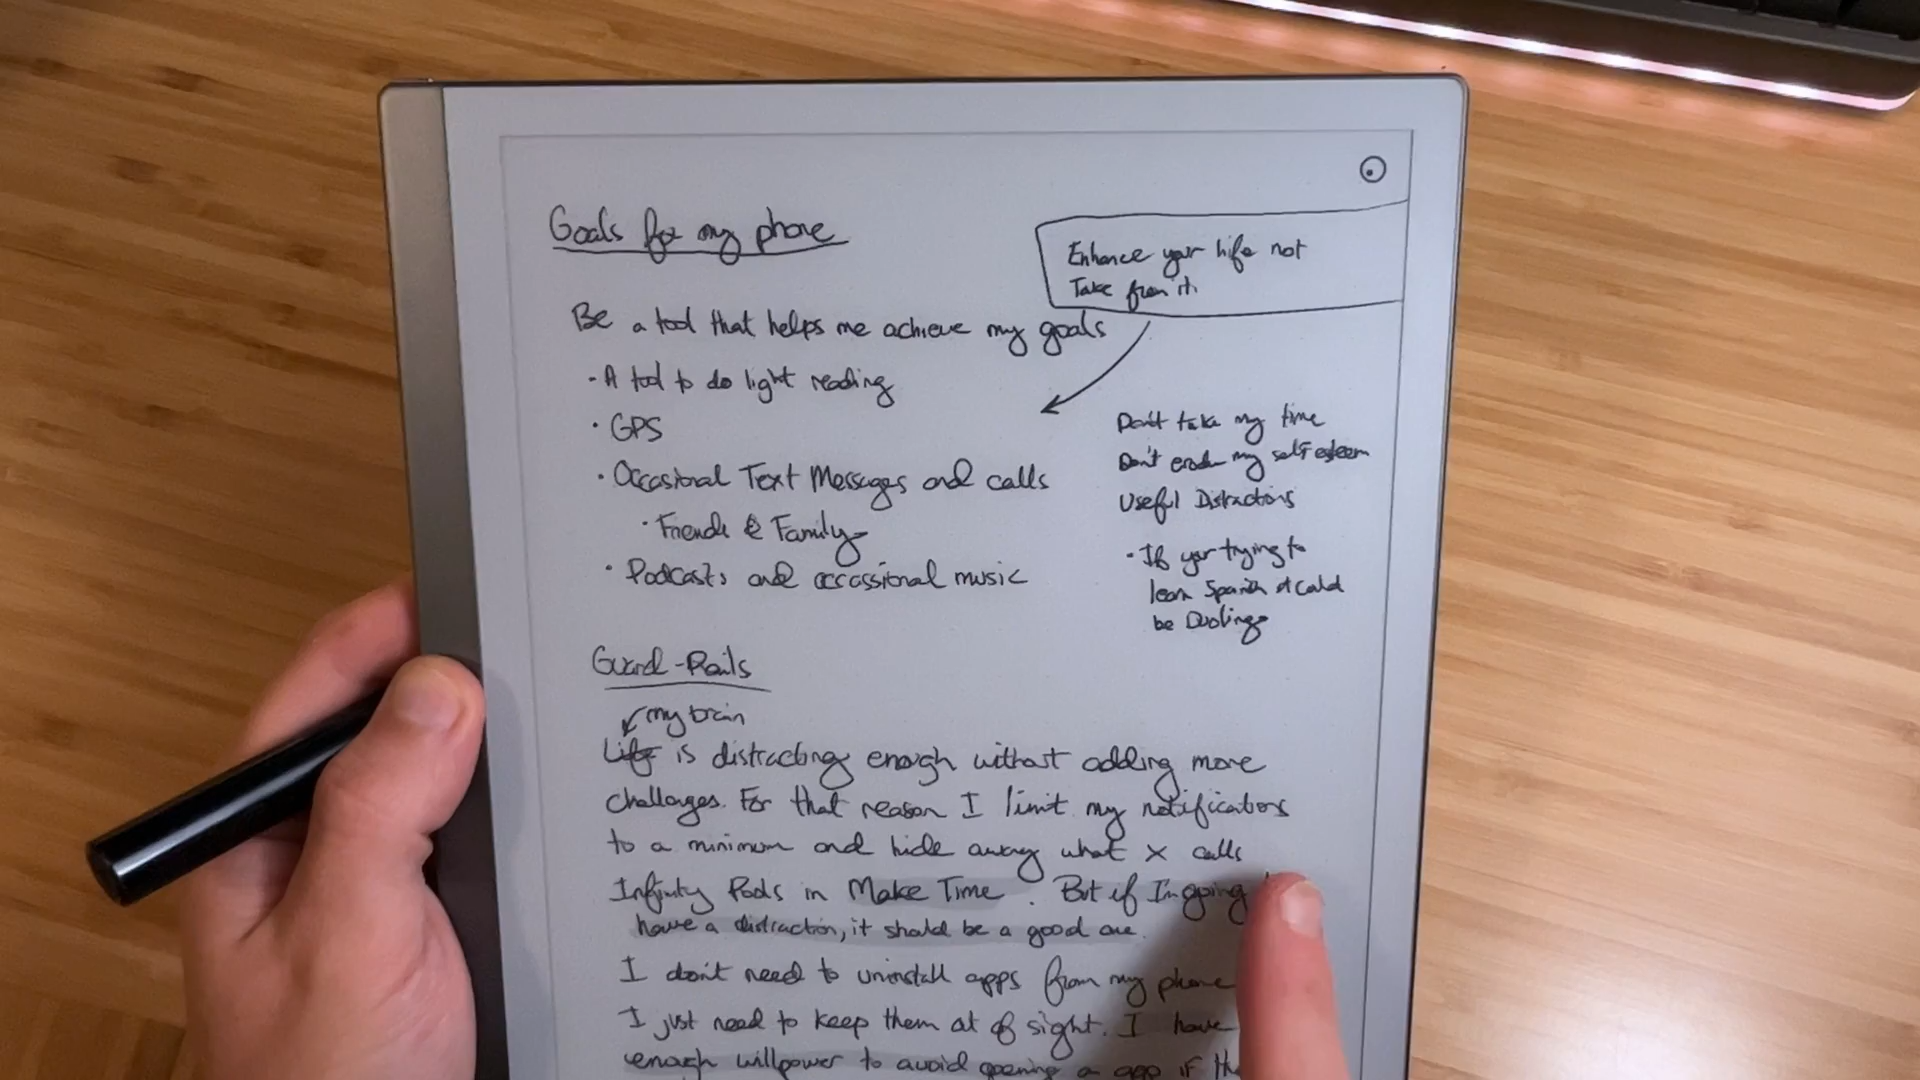 Goals for my phone
Enhance your life not
Take from it.
Be a tool that helps me achieve my goals
- A tool to do light reading
· GPS
· Occasional Text Messages and calls
· Friends & Family
· Podcasts and occassional music
Don't take my time
Don't erode my self esteem
Useful Distractions
· If your trying to
learn Spanish it could
be Duolingo
Guard-Rails
my brain
Life is distracting enough without adding more
challenges. For that reason I limit my notifications
to a minimum and hide away what X calls
Infinity Pools in Make Time. But if I'm going
have a distraction, it should be a good one.
I don't need to uninstall apps from my phone
I just need to keep them out of sight. I have
enough willpower to avoid opening a app if